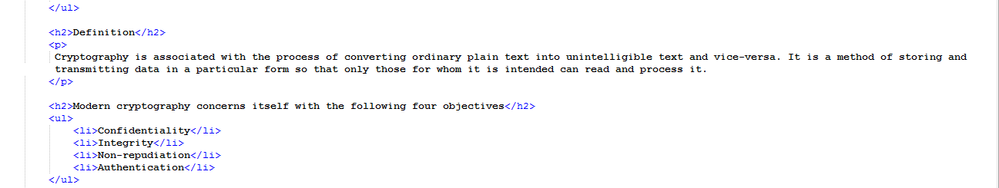 </ul>
<h2>Definition</h2>
<p>
Cryptography is associated with the process of converting ordinary plain text into unintelligible text and vice-versa. It is a method of storing and
transmitting data in a particular form so that only those for whom it is intended can read and process it.
</p>
<h2>Modern cryptography concerns itself with the following four objectives</h2>
<ul>
<li>Confidentiality</li>
<li>Integrity</li>
<li>Non-repudiation</li>
<li>Authentication</li>
</ul>